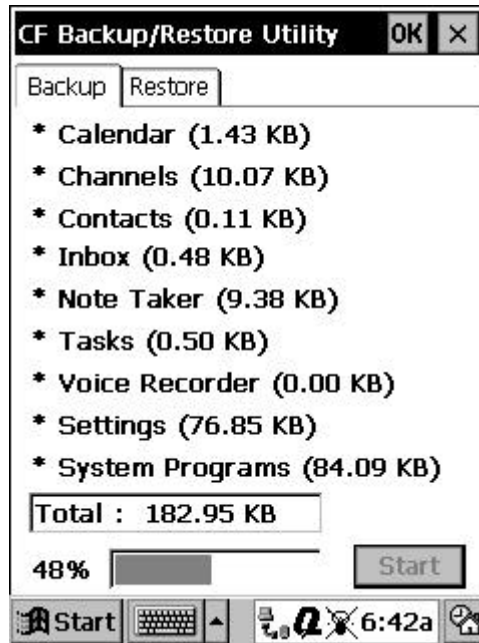 CF Backup/Restore Utility OK ×
Backup Restore
* Calendar (1.43 KB)
* Channels (10.07 KB)
* Contacts (0.11 KB)
* Inbox (0.48 KB)
* Note Taker (9.38 KB)
* Tasks (0.50 KB)
* Voice Recorder (0.00 KB)
* Settings (76.85 KB)
* System Programs (84.09 KB)
Total : 182.95 KB
48% Start
Start 6:42a